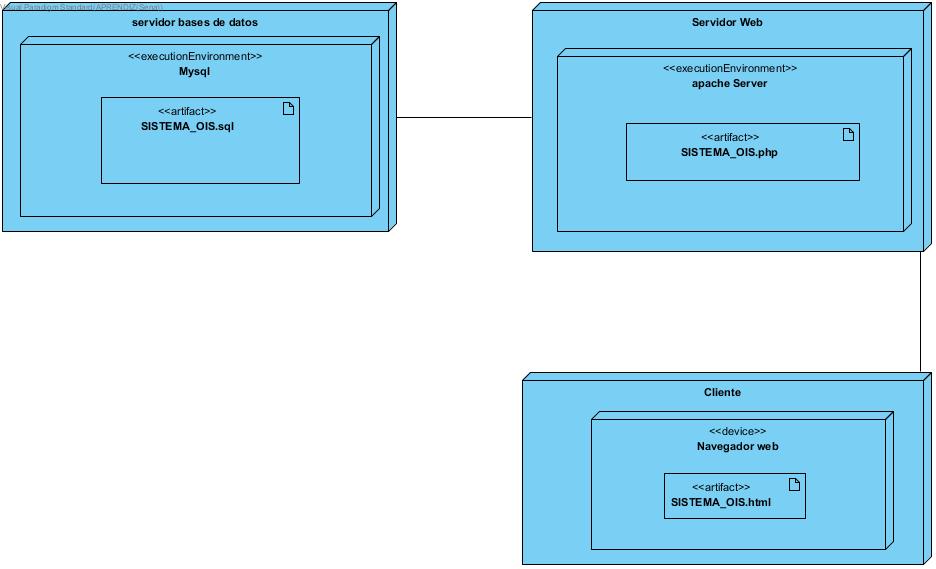 Visual Paradigm Standard(APRENDIZ(Sena))
servidor bases de datos
<<executionEnvironment>>
Mysql
<<artifact>>
SISTEMA_OIS.sql
Servidor Web
<<executionEnvironment>>
apache Server
<<artifact>>
SISTEMA_OIS.php
Cliente
<<device>>
Navegador web
<<artifact>>
SISTEMA_OIS.html